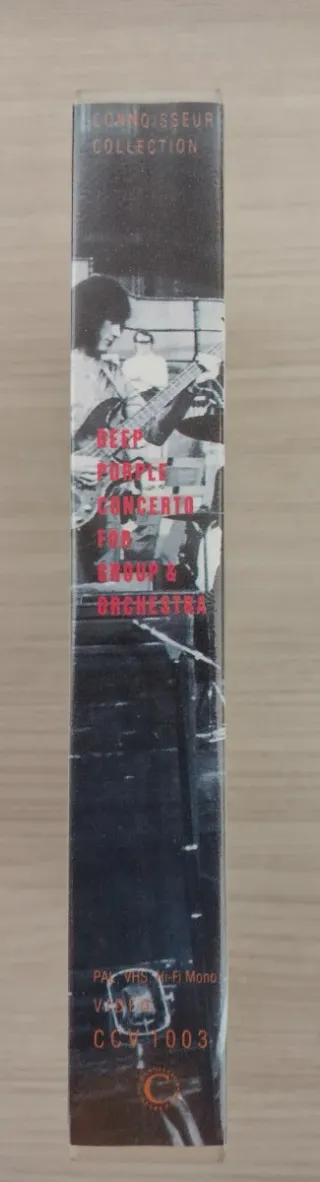 CONNOISSEUR
COLLECTION
DEEP
PURPLE
CONCERTO
FOR
GROUP &
ORCHESTRA
PAL VHS Hi-Fi Mono
VIDEO
CCV 1003
C